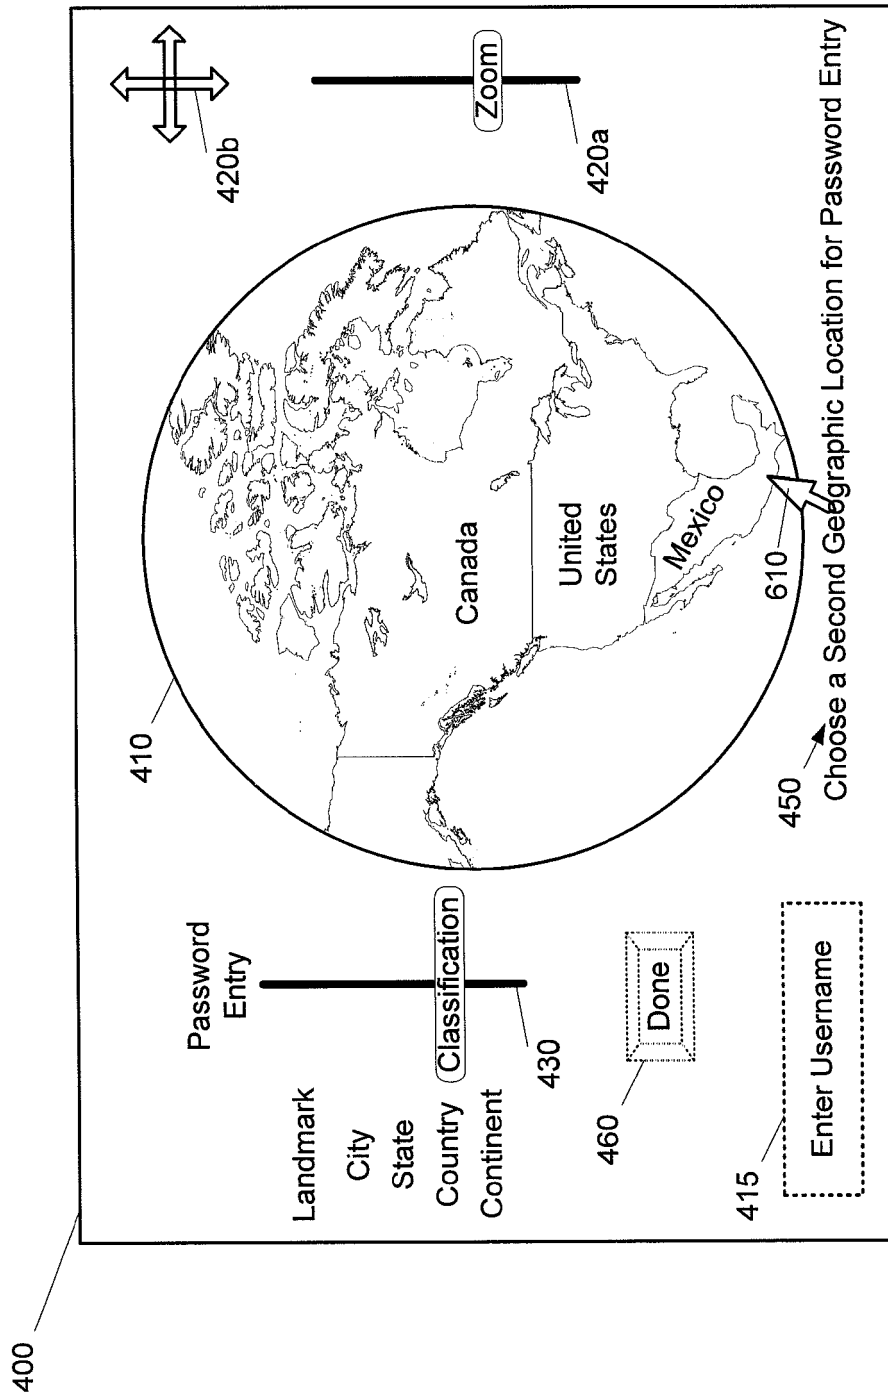 400
Password
Entry
Landmark
City
State
Country
Continent
Classification
430
460
Done
415
Enter Username
410
Canada
United
States
Mexico
610
450
Choose a Second Geographic Location for Password Entry
420b
Zoom
420a